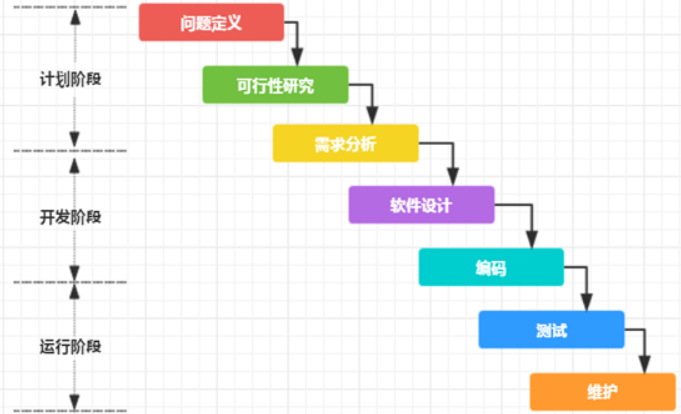 问题定义
计划阶段
可行性研究
需求分析
开发阶段
软件设计
编码
运行阶段
测试
维护